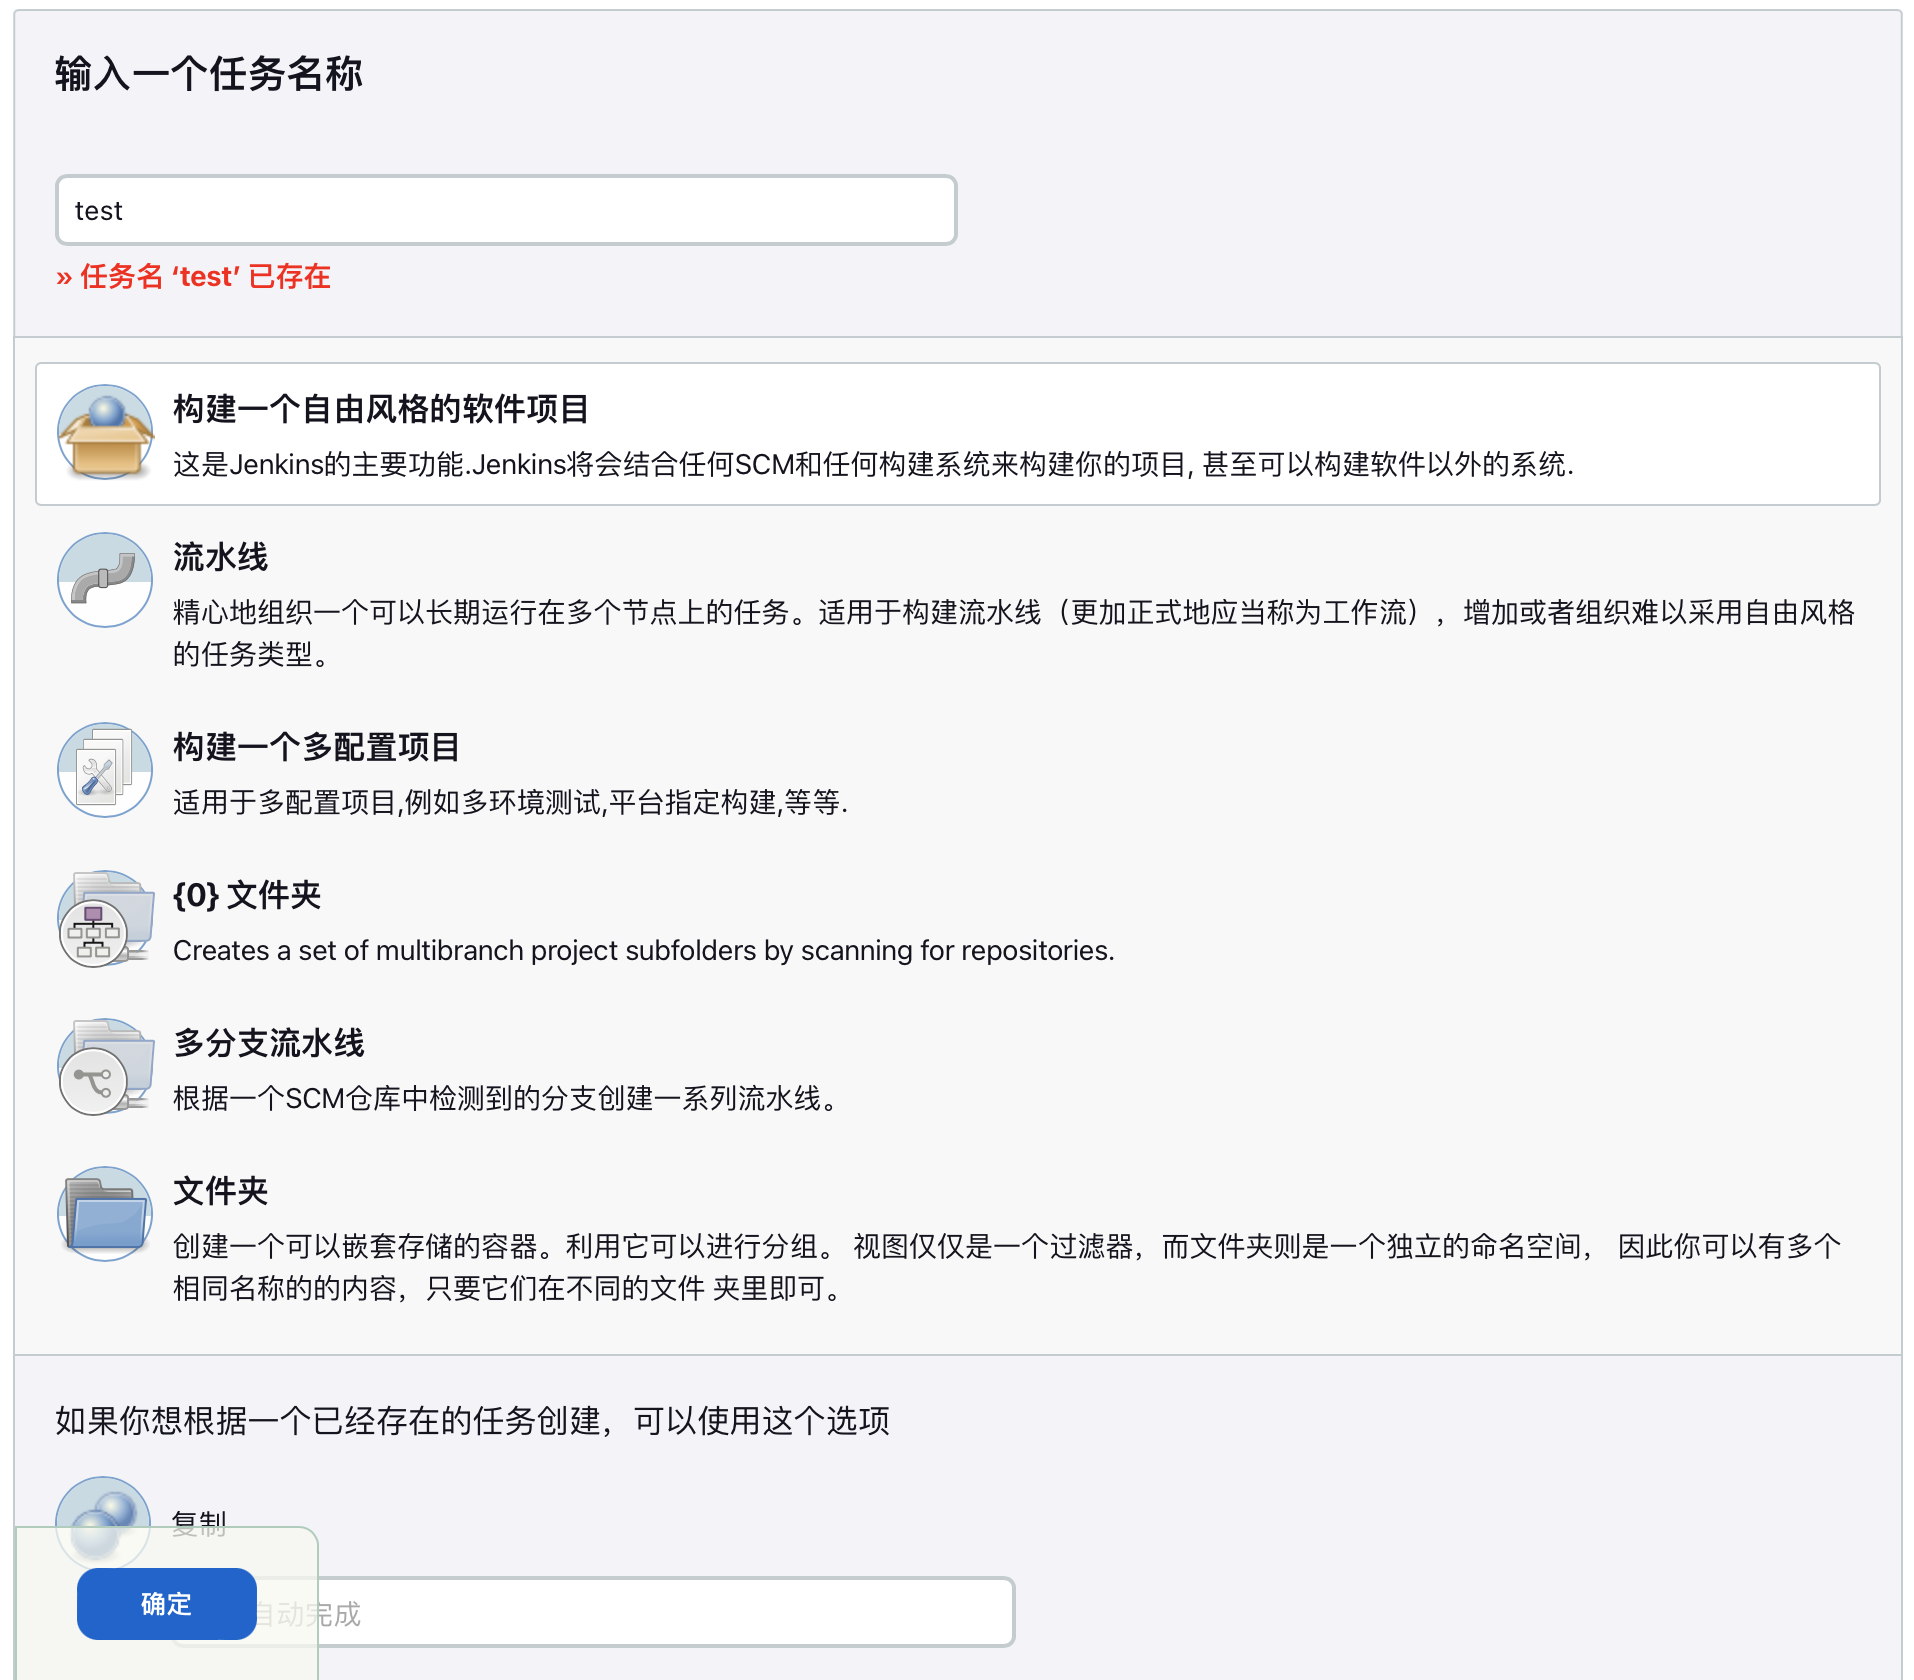 输入一个任务名称
test
» 任务名 ‘test’ 已存在
构建一个自由风格的软件项目
这是Jenkins的主要功能.Jenkins将会结合任何SCM和任何构建系统来构建你的项目, 甚至可以构建软件以外的系统.
流水线
精心地组织一个可以长期运行在多个节点上的任务。适用于构建流水线（更加正式地应当称为工作流），增加或者组织难以采用自由风格
的任务类型。
构建一个多配置项目
适用于多配置项目,例如多环境测试,平台指定构建,等等.
{0} 文件夹
Creates a set of multibranch project subfolders by scanning for repositories.
多分支流水线
根据一个SCM仓库中检测到的分支创建一系列流水线。
文件夹
创建一个可以嵌套存储的容器。利用它可以进行分组。 视图仅仅是一个过滤器，而文件夹则是一个独立的命名空间， 因此你可以有多个
相同名称的的内容，只要它们在不同的文件 夹里即可。
如果你想根据一个已经存在的任务创建，可以使用这个选项
复制
确定
自动完成